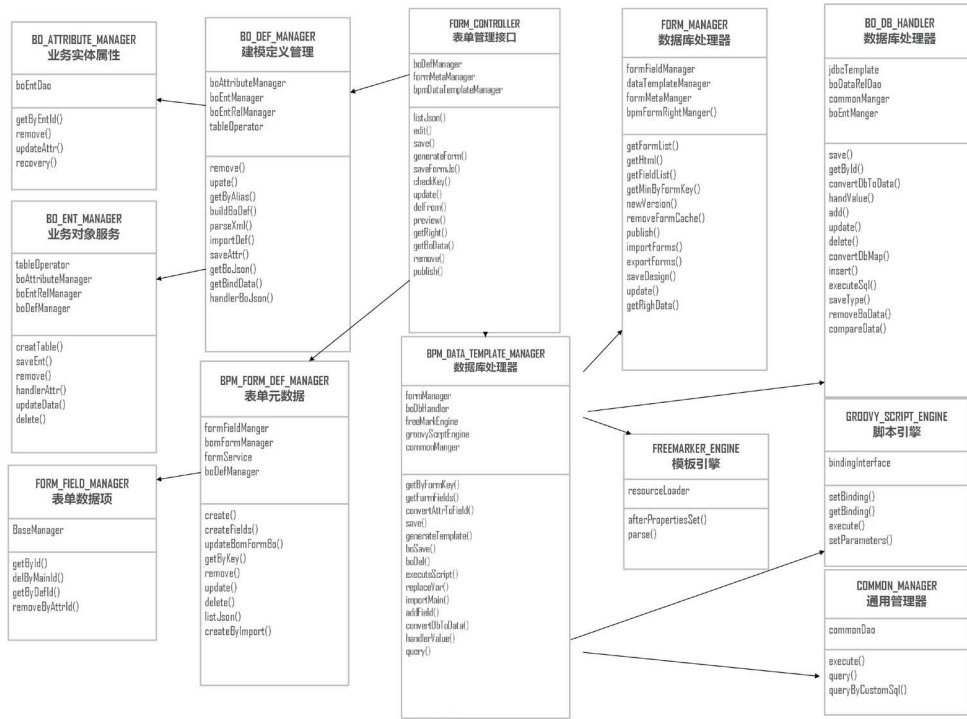 BO_ATTRIBUTE_MANAGER
业务实体属性
boEntDao
getByEntId()
remove()
updateAttr()
recovery()
BO_ENT_MANAGER
业务对象服务
tableOperator
boAttributeManager
boEntRelManager
boDefManager
creatTable()
saveEnt()
remove()
handlerAttr()
updateData()
delete()
FORM_FIELD_MANAGER
表单数据项
BaseManager
getById()
delByMainId()
getByDefId()
removeByAttrId()
BO_DEF_MANAGER
建模定义管理
boAttributeManager
boEntManager
boEntRelManager
tableOperator
remove()
upate()
getByAlias()
buildBoDef()
parseXml()
importDef()
saveAttr()
getBoJson()
getBindData()
handlerBoJson()
BPM_FORM_DEF_MANAGER
表单元数据
formFieldManger
bomFormManager
formService
boDefManager
create()
createFields()
updateBomFormBo()
getByKey()
remove()
update()
delete()
listJson()
createByImport()
FORM_CONTROLLER
表单管理接口
boDefManager
formMetaManager
bpmDataTemplateManager
listJson()
edit()
save()
generateForm()
saveFormJs()
checkKey()
update()
delFrom()
preview()
getRight()
getBoData()
remove()
publish()
BPM_DATA_TEMPLATE_MANAGER
数据库处理器
formManager
boDbHandler
freeMarkEngine
groovyScrptEngine
commonManger
getByFormKey()
getFormFields()
convertAttrToField()
save()
generateTemplate()
boSave()
boDel()
executeScript()
replaceVar()
importMain()
addField()
convertDbToData()
handlerValue()
query()
FORM_MANAGER
数据库处理器
formFieldManager
dataTemplateManager
formMetaManger
bpmFormRightManger()
getFormList()
getHtml()
getFieldList()
getMinByFormKey()
newVersion()
removeFormCache()
publish()
importForms()
exportForms()
saveDesign()
update()
getRighData()
FREEMARKER_ENGINE
模板引擎
resourceLoader
afterPropertiesSet()
parse()
BO_DB_HANDLER
数据库处理器
jdbcTemplate
boDataRelDao
commonManger
boEntManger
save()
getById()
convertDbToData()
handValue()
add()
update()
delete()
convertDbMap()
insert()
executeSql()
saveType()
removeBoData()
compareData()
GROOVY_SCRIPT_ENGINE
脚本引擎
bindingInterface
setBinding()
getBinding()
execute()
setParameters()
COMMON_MANAGER
通用管理器
commonDao
execute()
query()
queryByCustomSql()